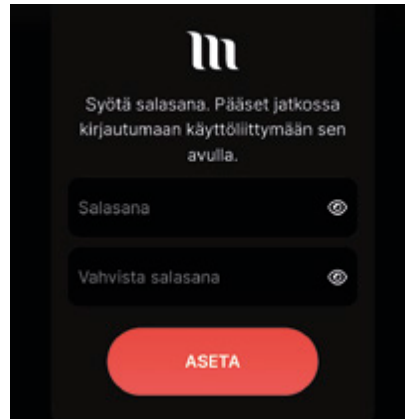 m
Syötä salasana. Pääset jatkossa
kirjautumaan käyttöliittymään sen
avulla.
Salasana
Vahvista salasana
ASETA